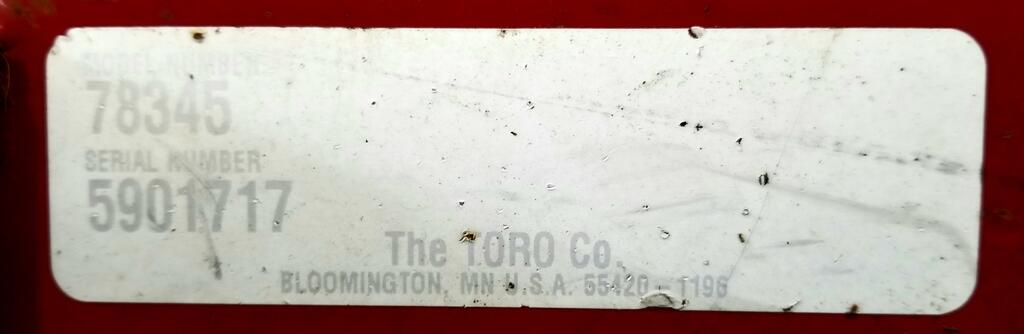 MODEL NUMBER
78345
SERIAL NUMBER
5901717
The TORO Co.
BLOOMINGTON, MN U.S.A. 55420-1196